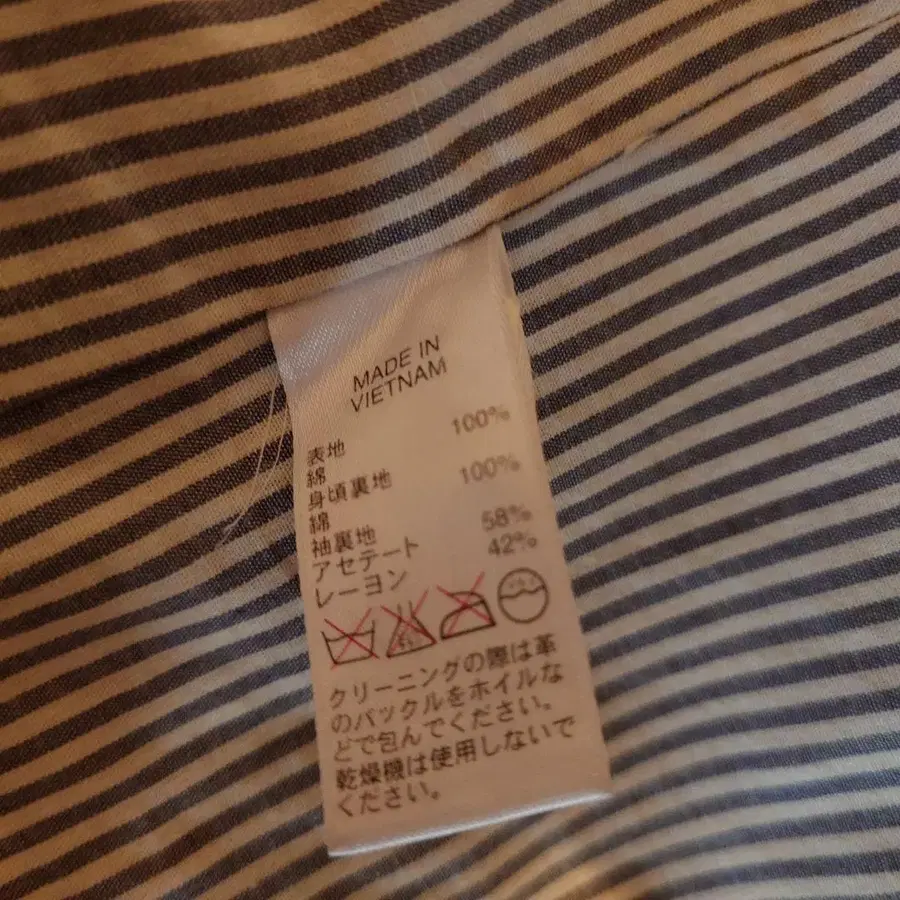 MADE IN
VIETNAM
表地
綿 100%
身頃裏地
綿 100%
袖裏地
アセテート 58%
レーヨン 42%
クリーニングの際は革
のバックルをホイルな
どで包んでください。
乾燥機は使用しないで
ください。